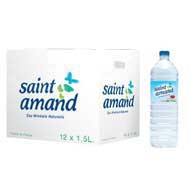 saint
amand
Eau Minérale Naturelle
12 x 1,5L
saint
amand